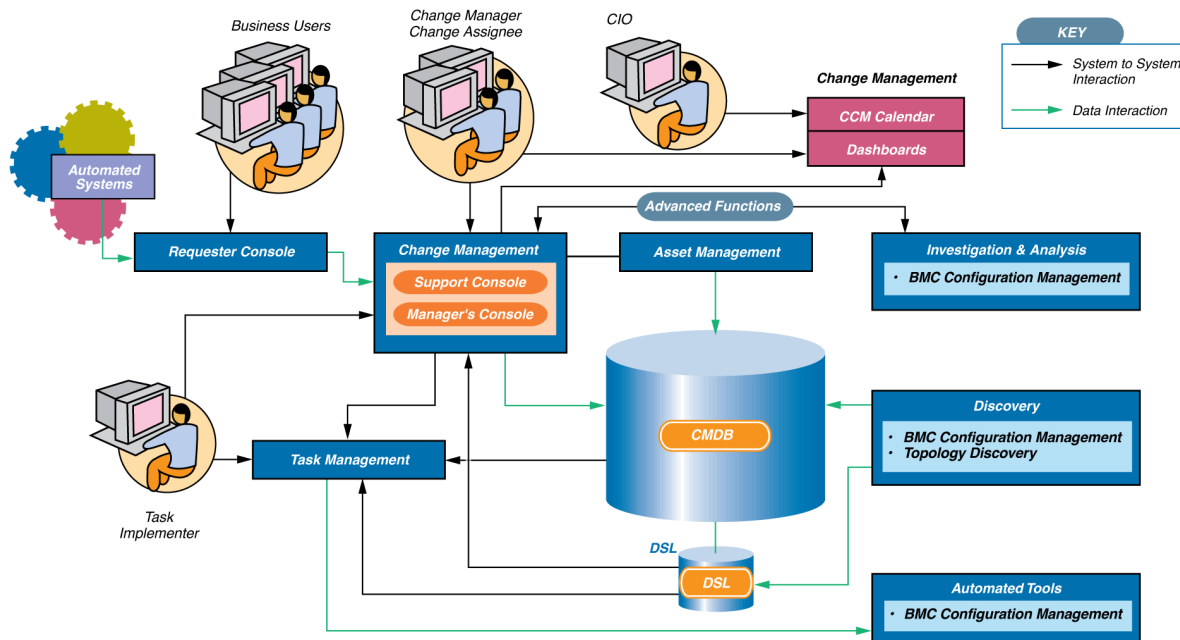 Business Users
Change Manager
Change Assignee
CIO
KEY
System to System
Interaction
Data Interaction
Change Management
CCM Calendar
Dashboards
Automated
Systems
Advanced Functions
Requester Console
Change Management
Support Console
Manager's Console
Asset Management
Investigation & Analysis
• BMC Configuration Management
CMDB
Discovery
• BMC Configuration Management
• Topology Discovery
Task Management
Task
Implementer
DSL
DSL
Automated Tools
• BMC Configuration Management